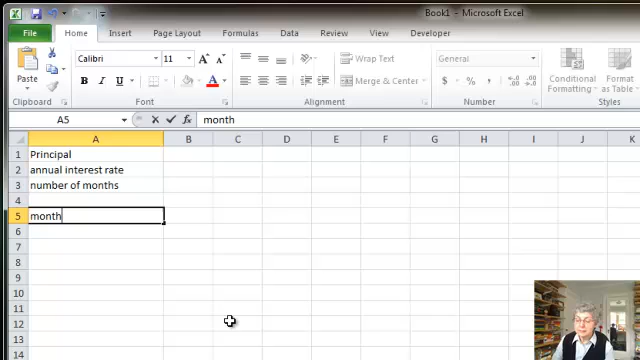 Book1 - Microsoft Excel
File Home Insert Page Layout Formulas Data Review View Developer
Paste
Calibri 11 A A
B I U A
Wrap Text
Merge & Center
General
$ % ,
Conditional Formatting
Format as Table
Clipboard Font Alignment Number Styles
A5 fx month
A B C D E F G H I J K
1 Principal
2 annual interest rate
3 number of months
4
5 month
6
7
8
9
10
11
12
13
14